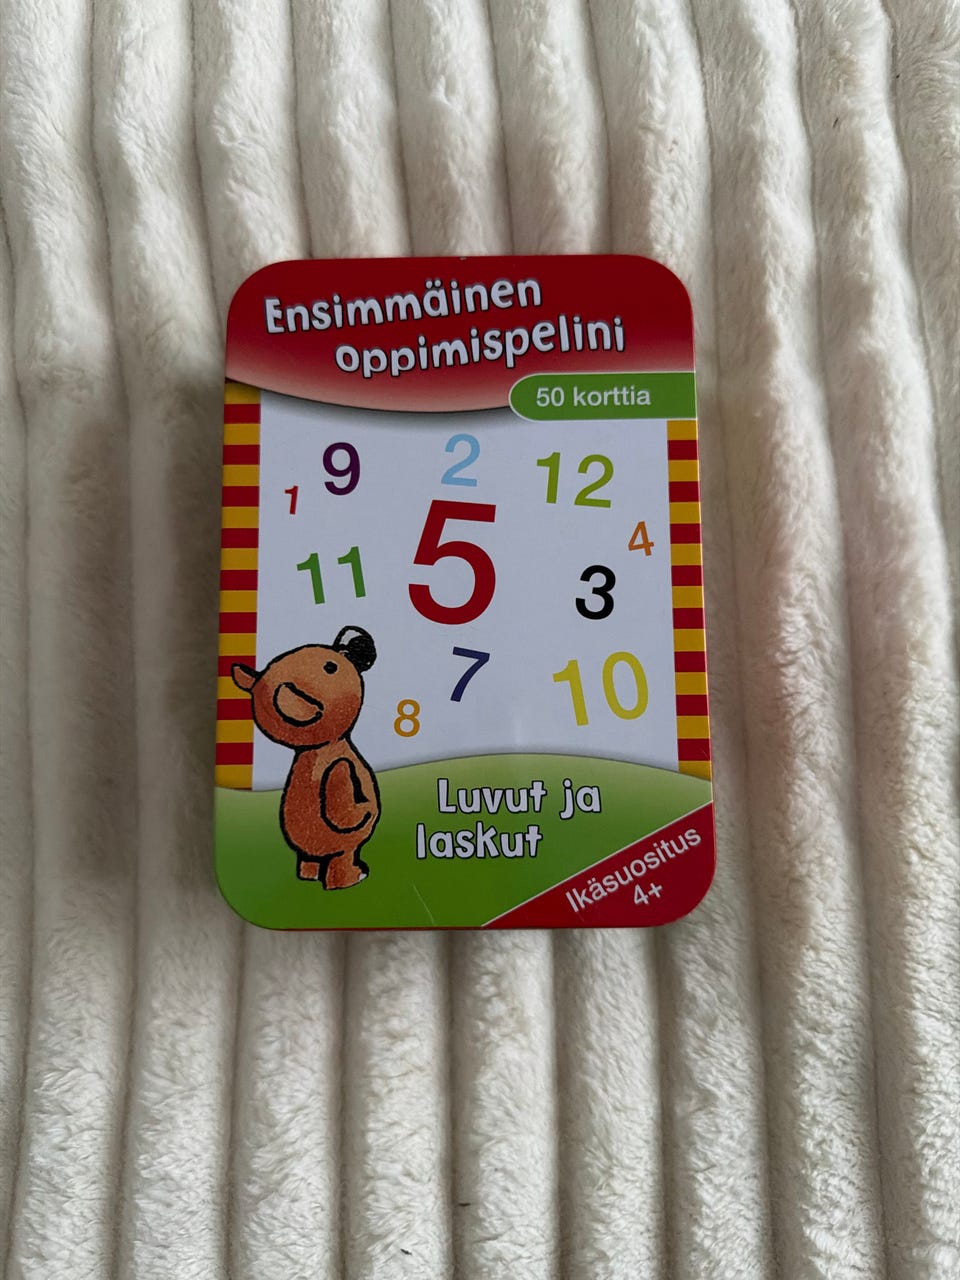 Ensimmäinen
oppimispelini
50 korttia
9
2
12
1
5
4
11
3
7
10
8
Luvut ja
laskut
Ikäsuositus
4+